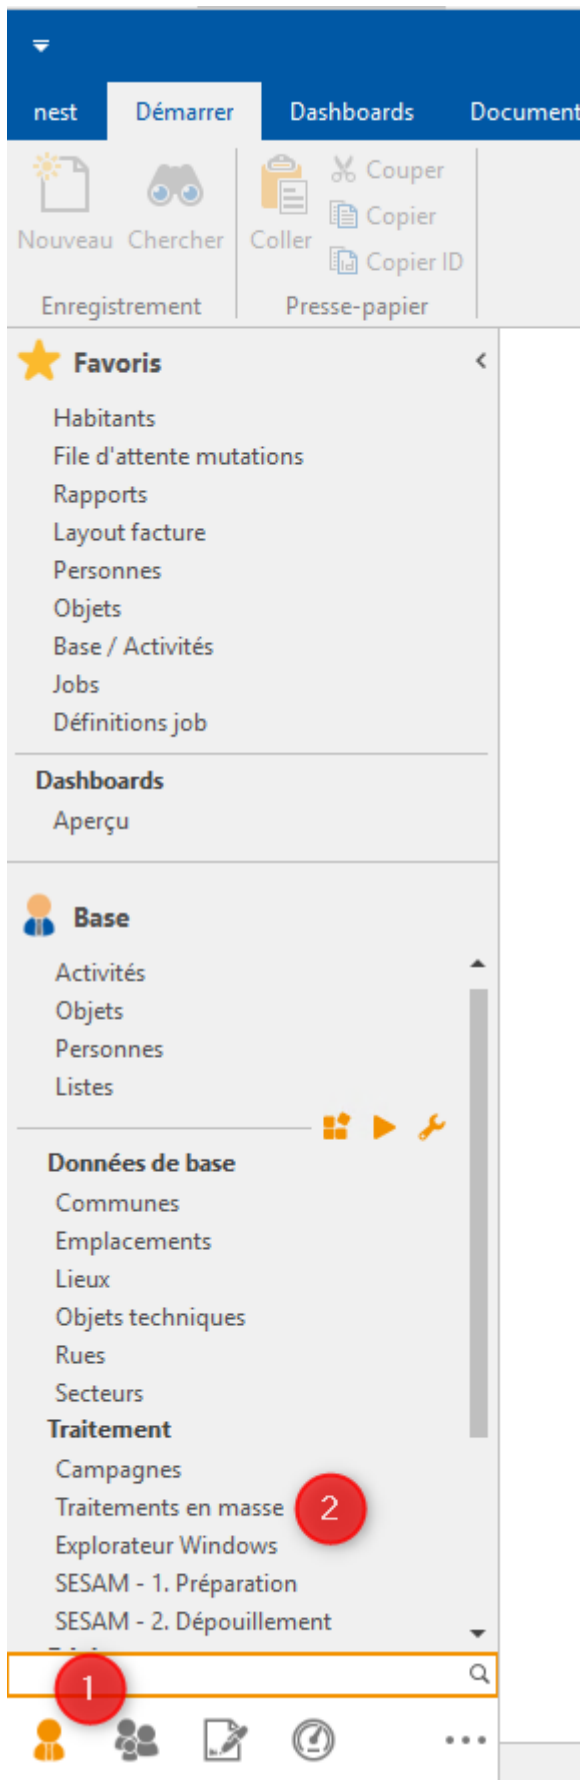 nest Démarrer Dashboards Document
Nouveau Chercher Coller Couper
Copier
Copier ID
Enregistrement Presse-papier
Favoris
Habitants
File d'attente mutations
Rapports
Layout facture
Personnes
Objets
Base / Activités
Jobs
Définitions job
Dashboards
Aperçu
Base
Activités
Objets
Personnes
Listes
Données de base
Communes
Emplacements
Lieux
Objets techniques
Rues
Secteurs
Traitement
Campagnes
Traitements en masse 2
Explorateur Windows
SESAM - 1. Préparation
SESAM - 2. Dépouillement
1